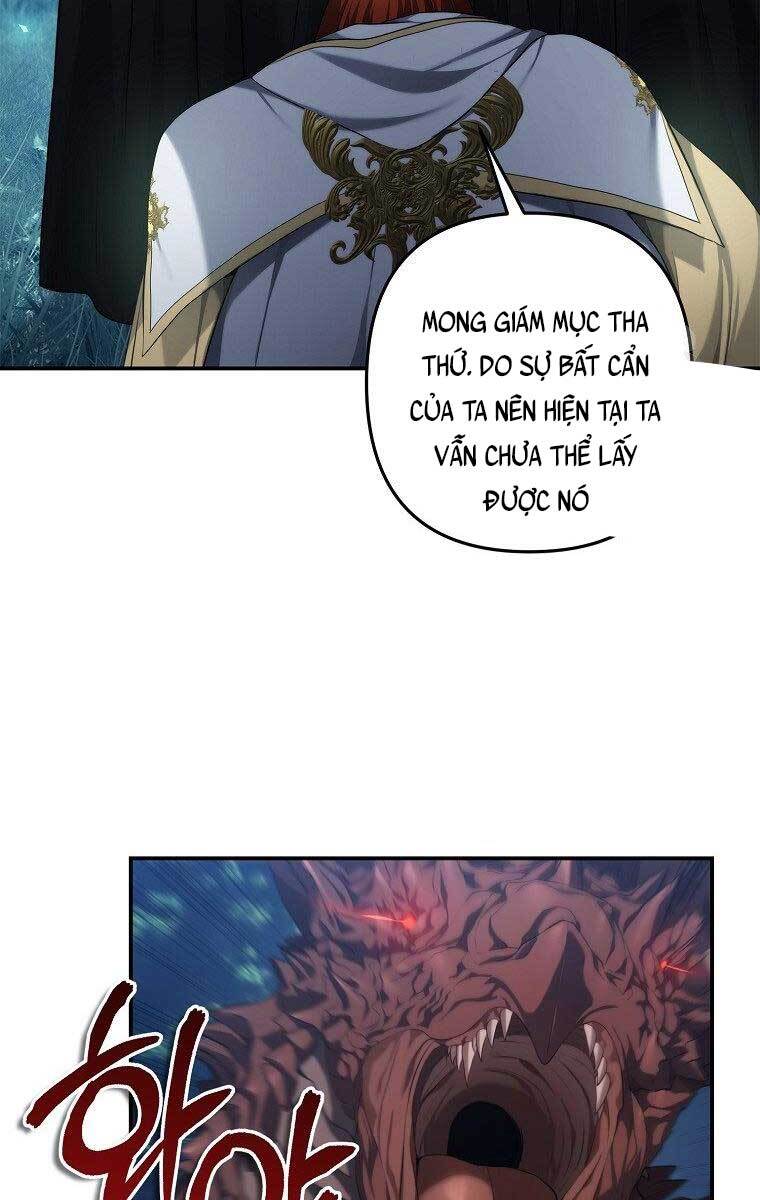 MONG GIÁM MỤC THA
THỨ. DO SỰ BẤT CẨN
CỦA TA NÊN HIỆN TẠI TA
VẪN CHƯA THỂ LẤY
ĐƯỢC NÓ